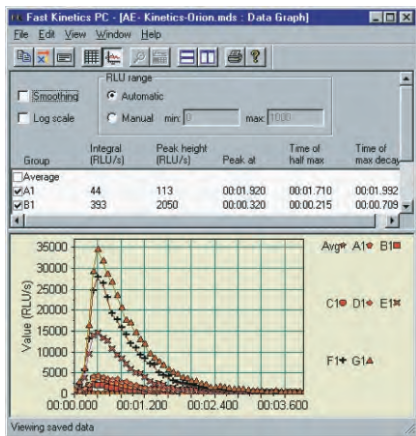 Fast Kinetics PC - [AE- Kinetics-Orion.mds : Data Graph]
File Edit View Window Help
RLU range
Smoothing
Automatic
Log scale
Manual min: 0 max: 1000
Group Integral (RLU/s) Peak height (RLU/s) Peak at Time of half max Time of max decay
Average
A1 44 113 00:01.920 00:01.710 00:01.992
B1 393 2050 00:00.320 00:00.215 00:00.709
Value (RLU/s)
35000
30000
25000
20000
15000
10000
5000
0
00:00.000 00:01.200 00:02.400 00:03.600
Avg A1 B1
C1 D1 E1
F1 G1
Viewing saved data